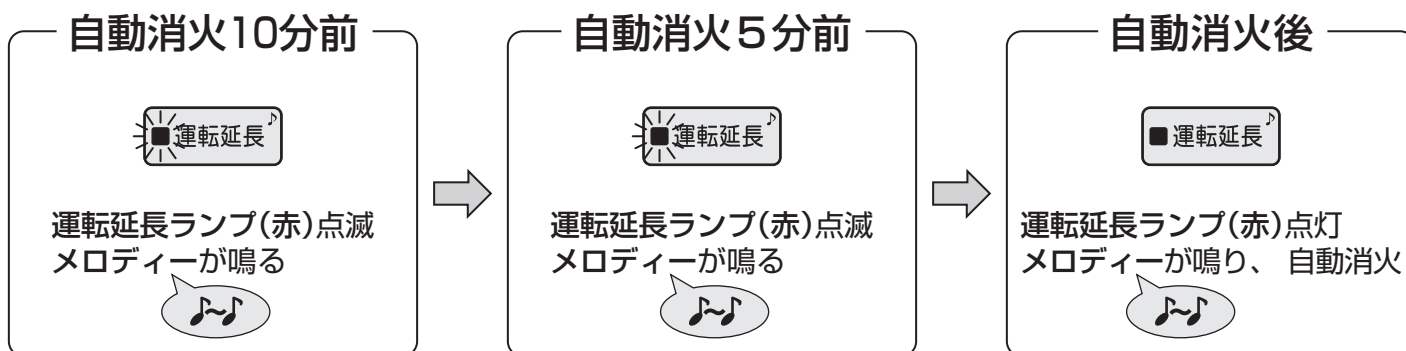 自動消火10分前
運転延長♪
運転延長ランプ(赤)点滅
メロディーが鳴る
♪〜♪
自動消火5分前
運転延長♪
運転延長ランプ(赤)点滅
メロディーが鳴る
♪〜♪
自動消火後
運転延長♪
運転延長ランプ(赤)点灯
メロディーが鳴り、 自動消火
♪〜♪